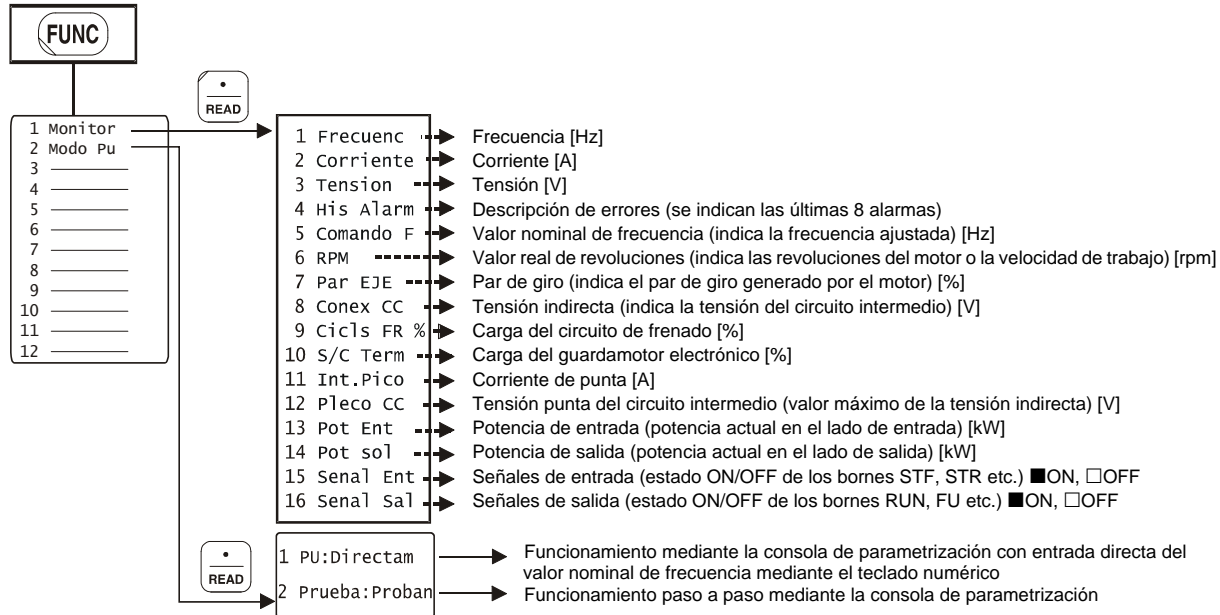 FUNC
•
READ
1 Monitor
2 Modo Pu
3
4
5
6
7
8
9
10
11
12
1 Frecuenc Frecuencia [Hz]
2 Corriente Corriente [A]
3 Tension Tensión [V]
4 His Alarm Descripción de errores (se indican las últimas 8 alarmas)
5 Comando F Valor nominal de frecuencia (indica la frecuencia ajustada) [Hz]
6 RPM Valor real de revoluciones (indica las revoluciones del motor o la velocidad de trabajo) [rpm]
7 Par EJE Par de giro (indica el par de giro generado por el motor) [%]
8 Conex CC Tensión indirecta (indica la tensión del circuito intermedio) [V]
9 Cicls FR % Carga del circuito de frenado [%]
10 S/C Term Carga del guardamotor electrónico [%]
11 Int.Pico Corriente de punta [A]
12 Pleco CC Tensión punta del circuito intermedio (valor máximo de la tensión indirecta) [V]
13 Pot Ent Potencia de entrada (potencia actual en el lado de entrada) [kW]
14 Pot sol Potencia de salida (potencia actual en el lado de salida) [kW]
15 Senal Ent Señales de entrada (estado ON/OFF de los bornes STF, STR etc.) ■ON, □OFF
16 Senal Sal Señales de salida (estado ON/OFF de los bornes RUN, FU etc.) ■ON, □OFF
•
READ
1 PU:Directam Funcionamiento mediante la consola de parametrización con entrada directa del
valor nominal de frecuencia mediante el teclado numérico
2 Prueba:Proban Funcionamiento paso a paso mediante la consola de parametrización